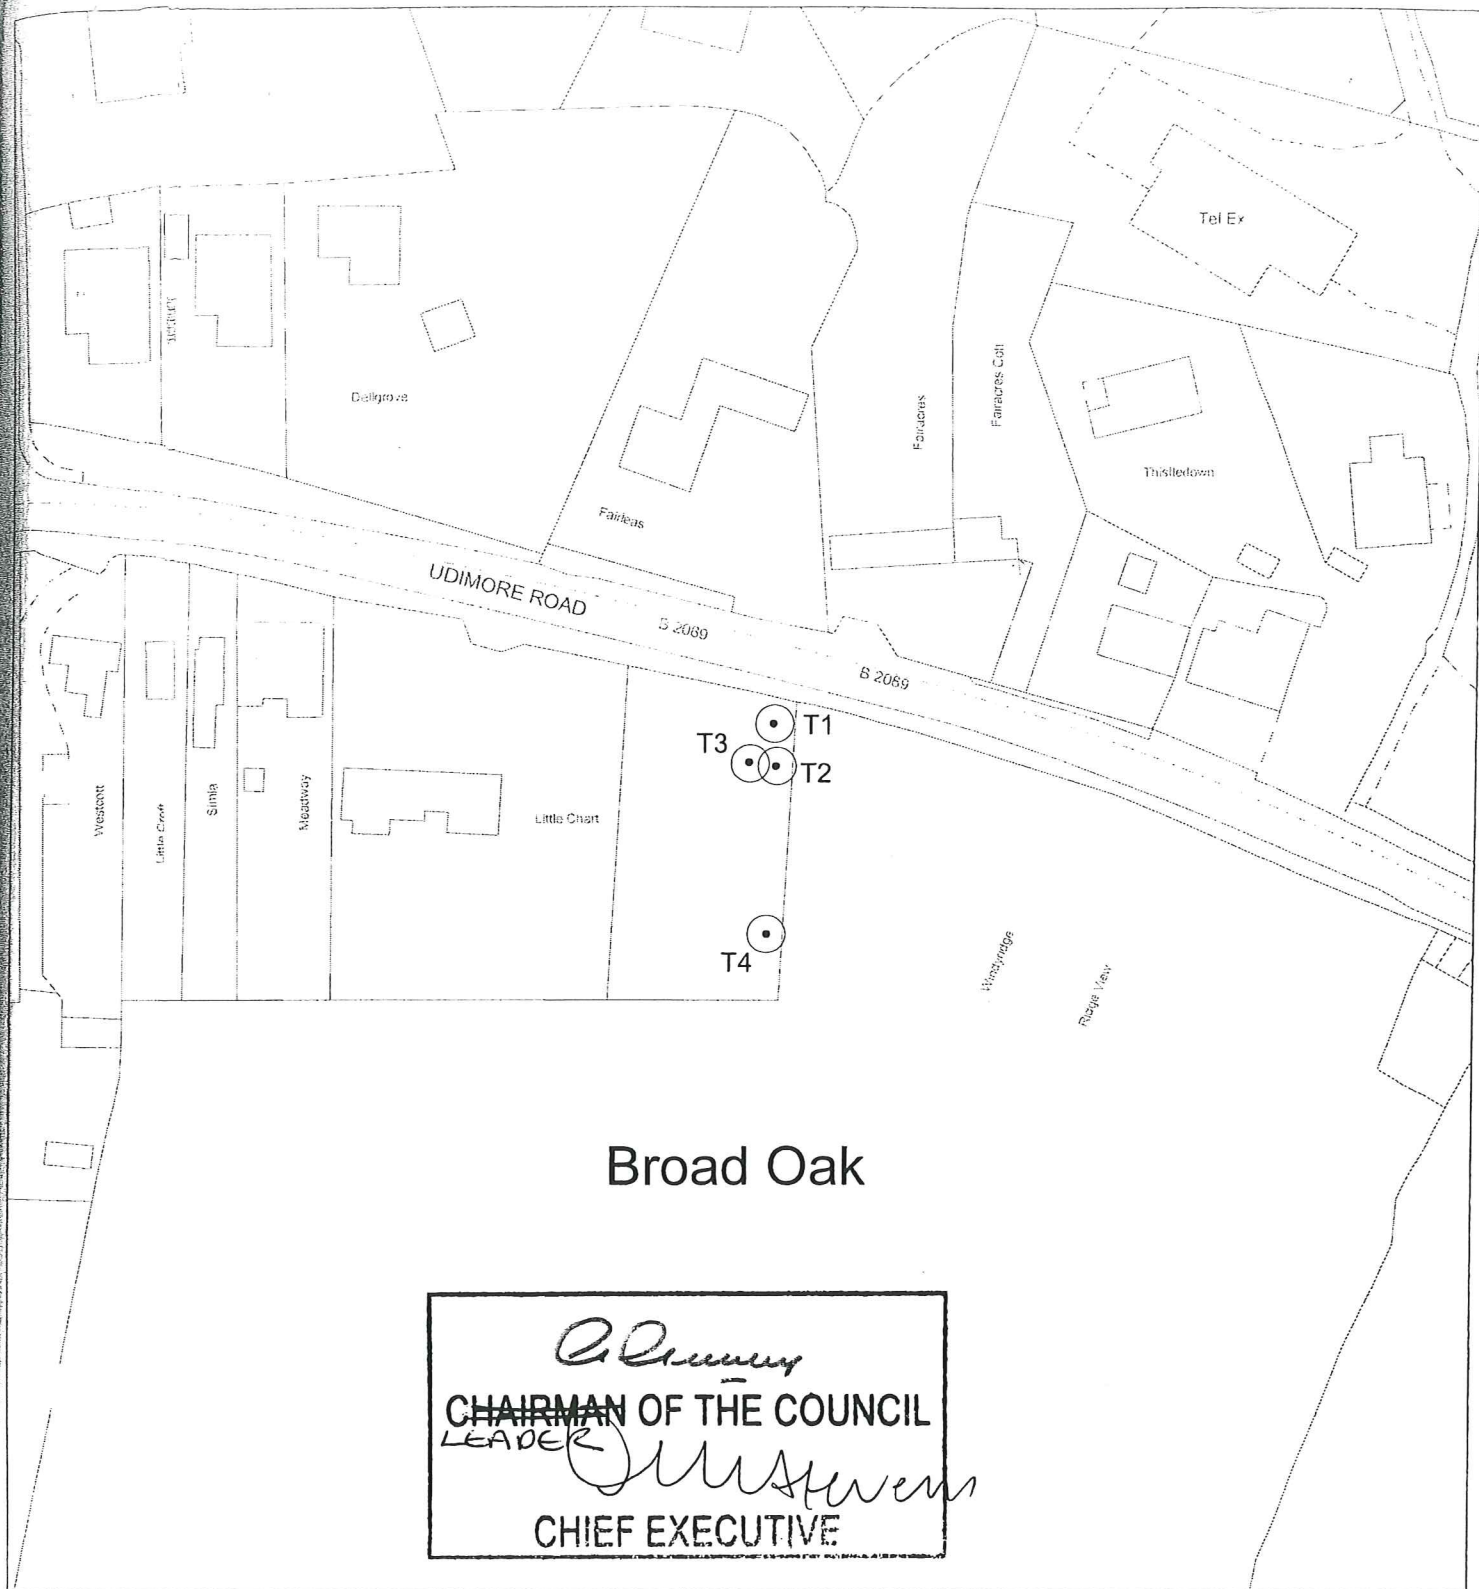 Tel Ex
Dellgrove
Fairacres
Fairacres Cott
Thistledown
Fairleas
UDIMORE ROAD
B 2089
B 2089
T1
T3
T2
Westcott
Little Croft
Simla
Meadway
Little Chart
T4
Windyridge
Ridge View
Broad Oak
CHAIRMAN OF THE COUNCIL
LEADER
CHIEF EXECUTIVE